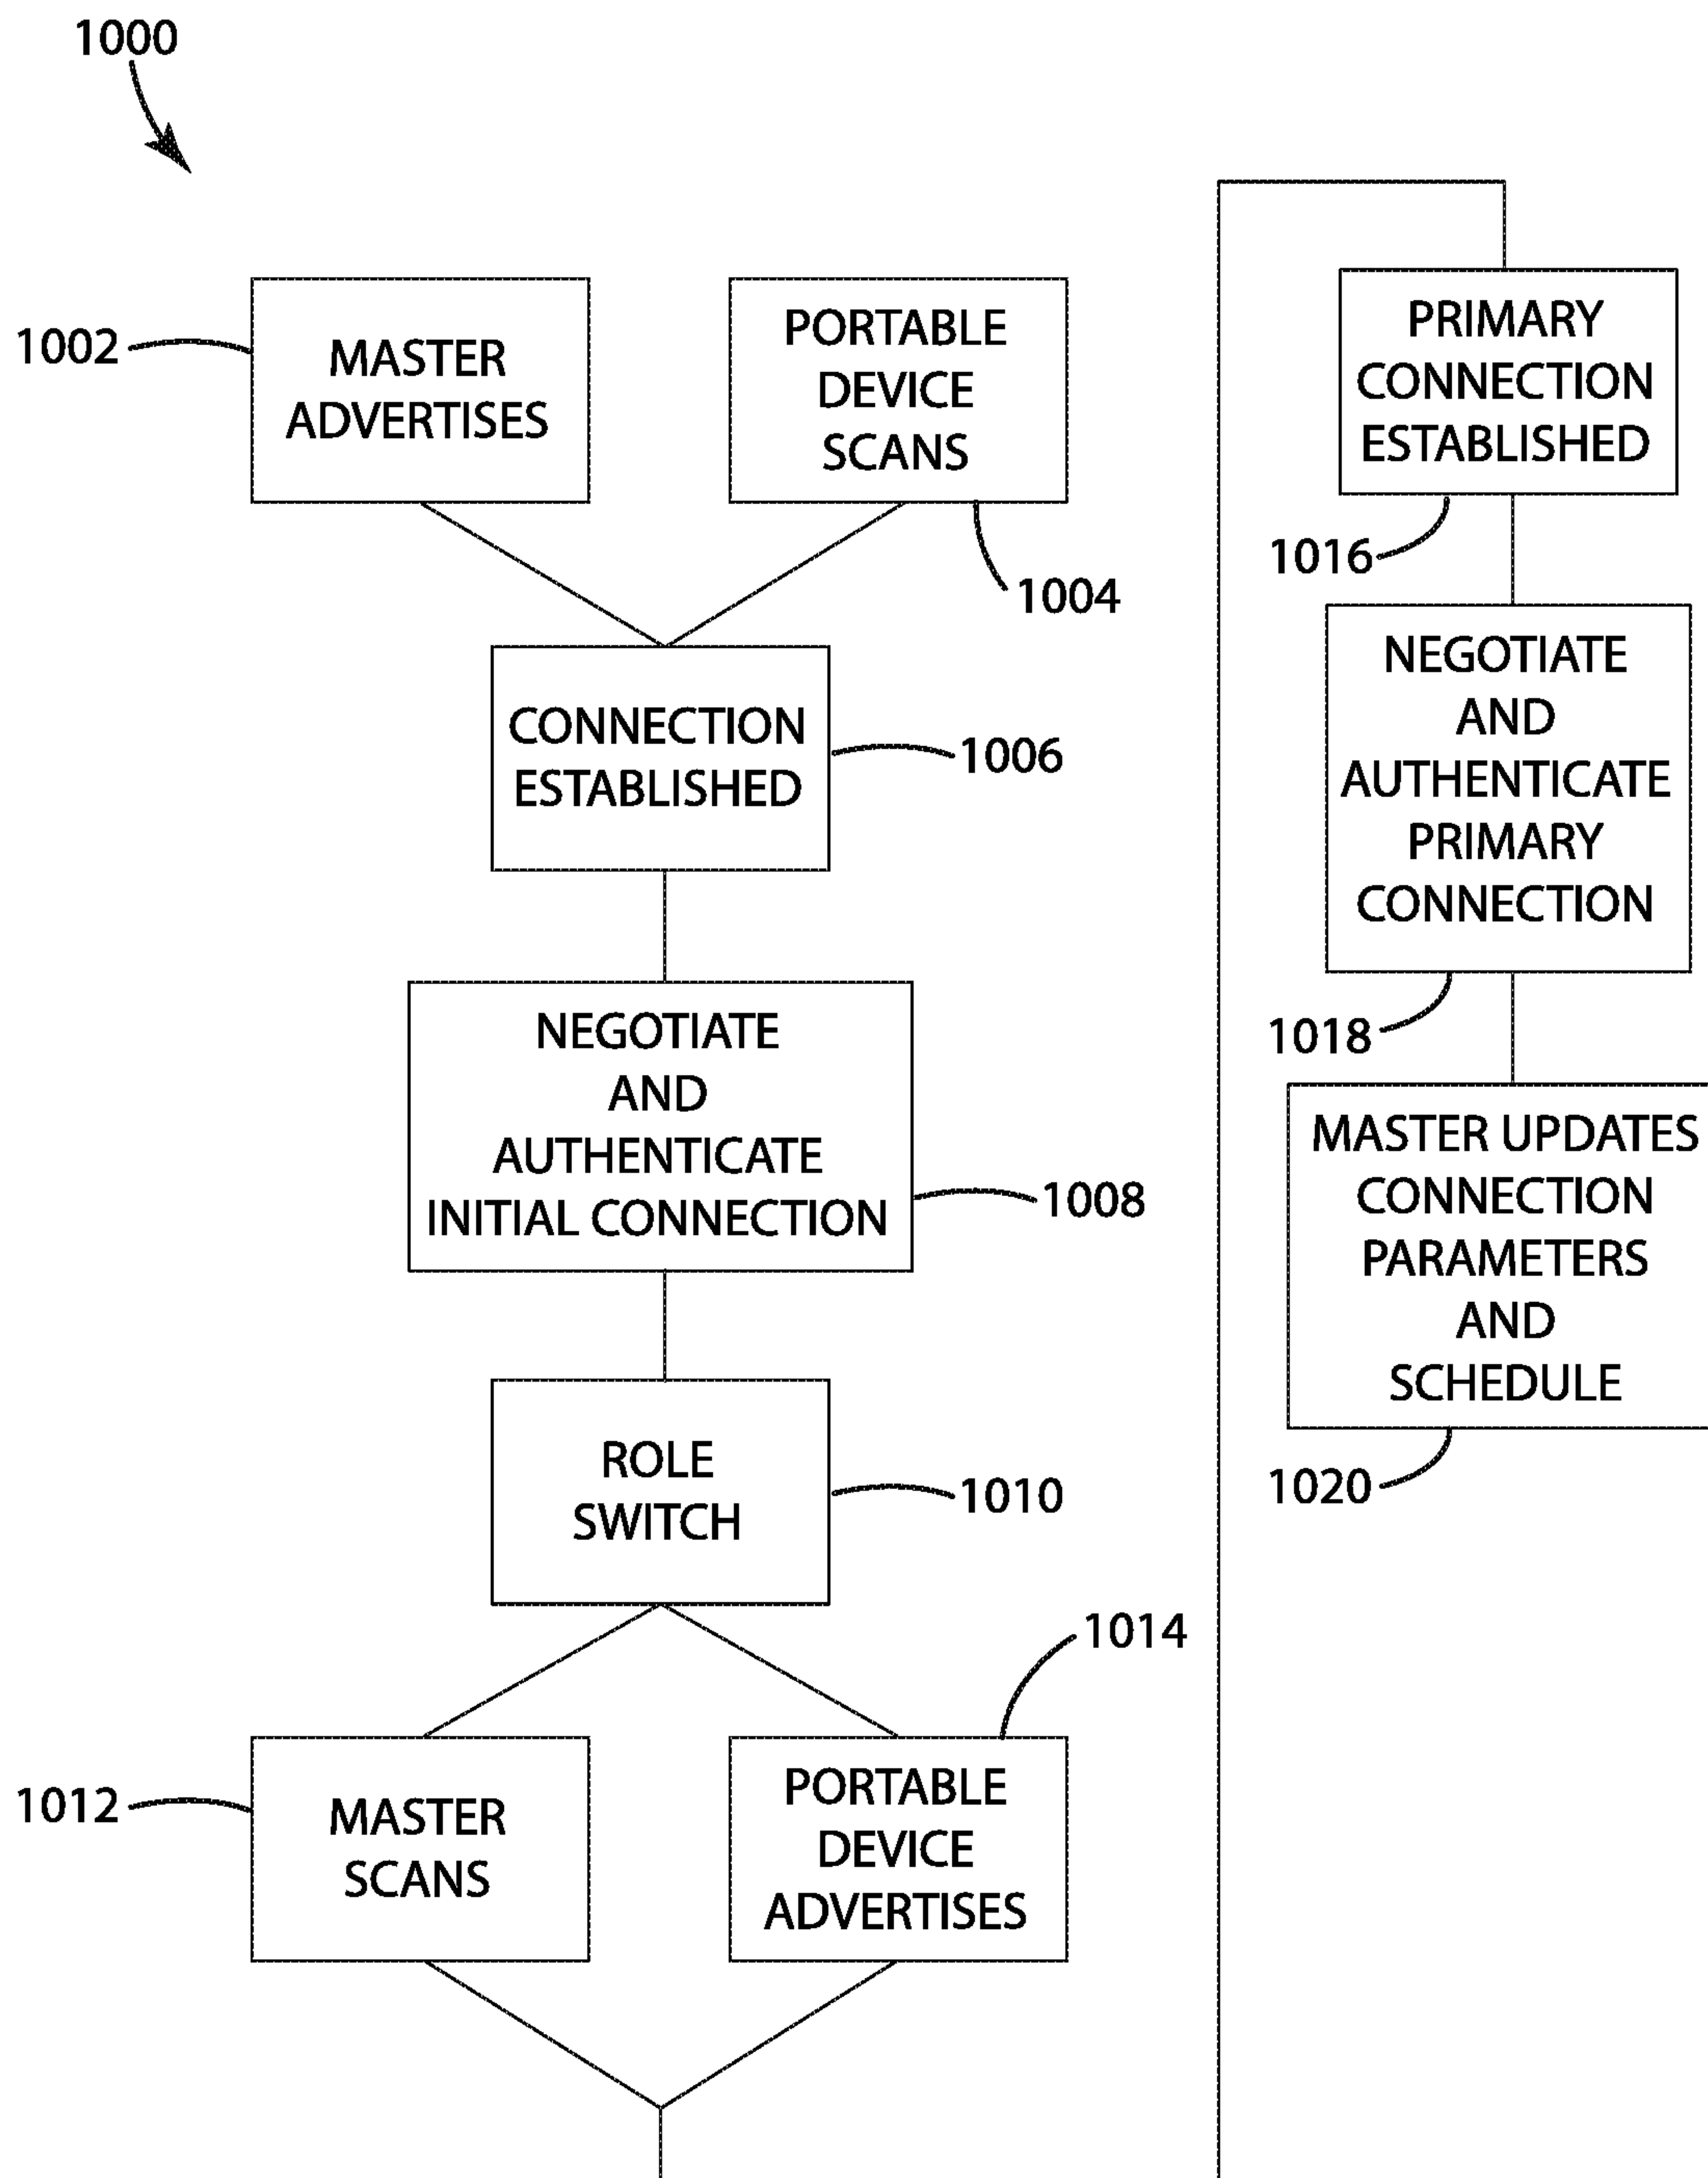 1000
1002
MASTER
ADVERTISES
PORTABLE
DEVICE
SCANS
1004
CONNECTION
ESTABLISHED
1006
NEGOTIATE
AND
AUTHENTICATE
INITIAL CONNECTION
1008
ROLE
SWITCH
1010
1012
MASTER
SCANS
1014
PORTABLE
DEVICE
ADVERTISES
PRIMARY
CONNECTION
ESTABLISHED
1016
NEGOTIATE
AND
AUTHENTICATE
PRIMARY
CONNECTION
1018
MASTER UPDATES
CONNECTION
PARAMETERS
AND
SCHEDULE
1020